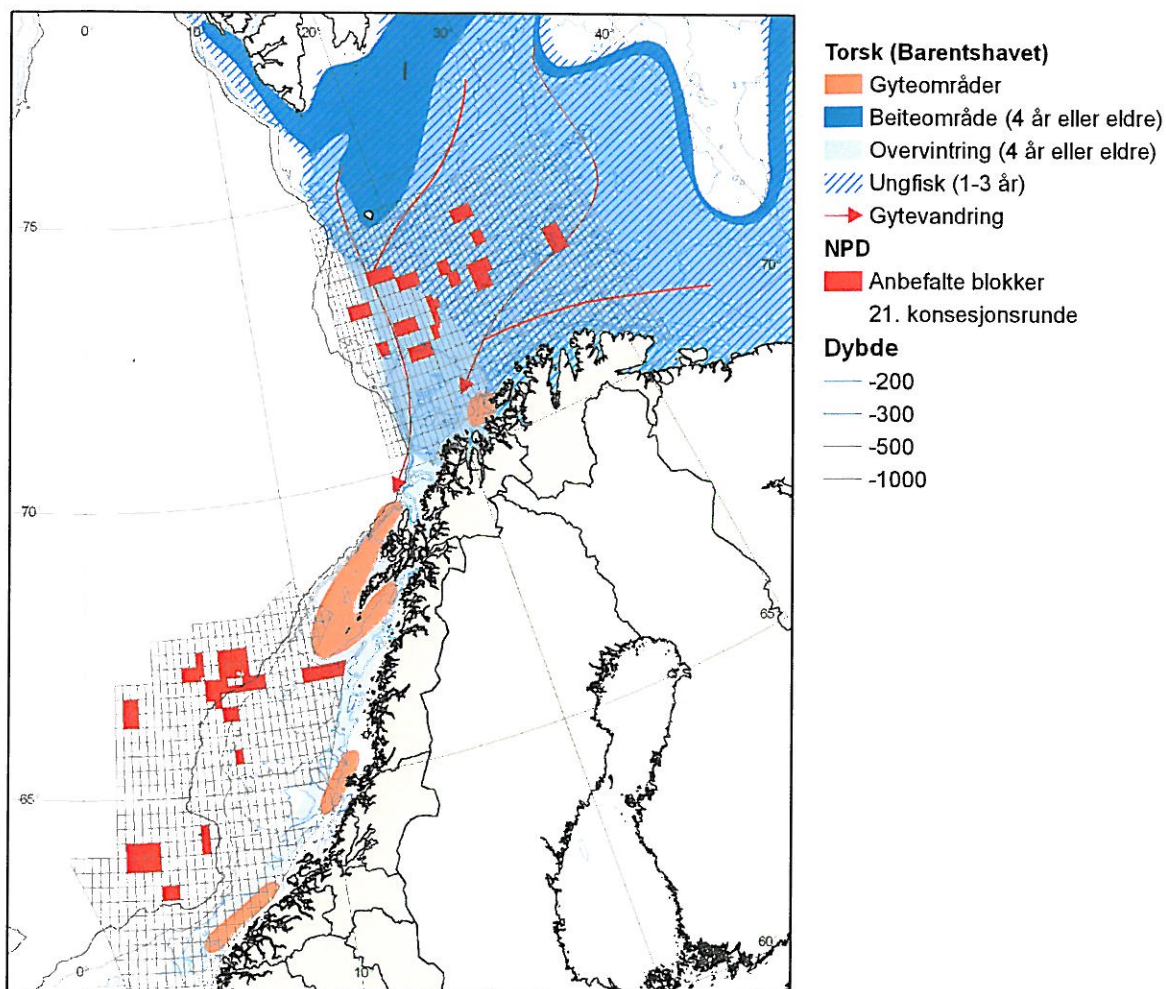 0°
10°
20°
30°
40°
75
70
70
65
65
60
0
10
Torsk (Barentshavet)
Gyteområder
Beiteområde (4 år eller eldre)
Overvintring (4 år eller eldre)
Ungfisk (1-3 år)
Gytevandring
NPD
Anbefalte blokker
21. konsesjonsrunde
Dybde
-200
-300
-500
-1000